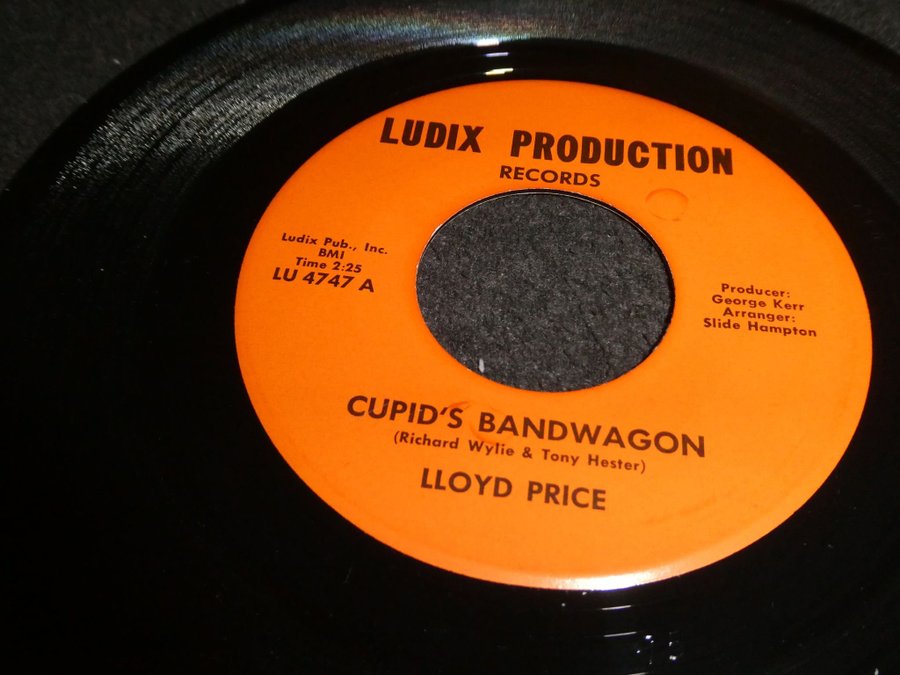 LUDIX PRODUCTION
RECORDS
Ludix Pub., Inc.
BMI
Time 2:25
LU 4747 A
Producer:
George Kerr
Arranger:
Slide Hampton
CUPID'S BANDWAGON
(Richard Wylie & Tony Hester)
LLOYD PRICE